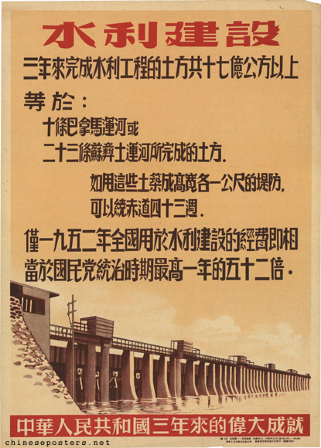 水利建設
三年來完成水利工程的土方共十七億公方以上
等於：
十條巴拿馬運河或
二十三條蘇彝士運河所完成的土方．
如用這些土築成高寬各一公尺的堤防，
可以繞赤道四十三週．
僅一九五二年全國用於水利建設的經費即相
當於國民党統治時期最高一年的五十二倍．
中華人民共和國三年來的偉大成就
chineseposters.net